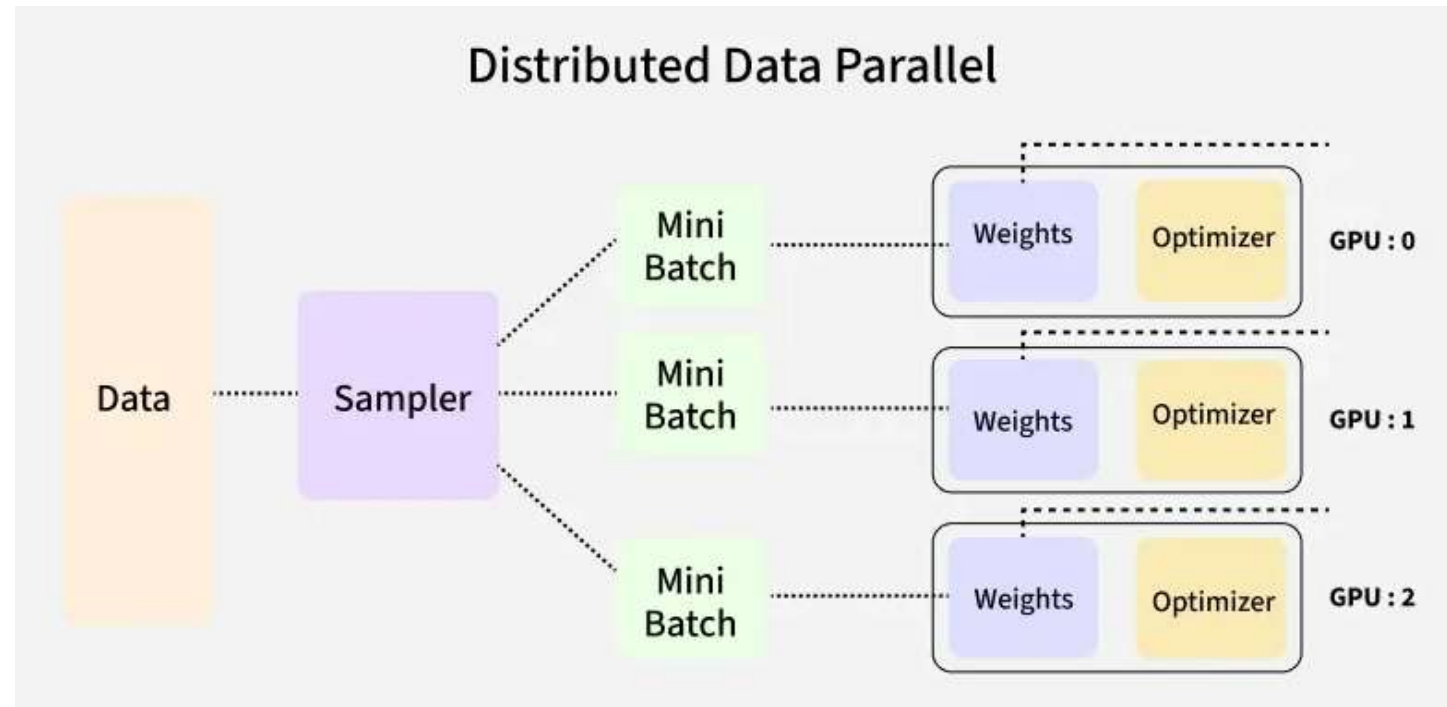 Distributed Data Parallel
Data
Sampler
Mini
Batch
Weights
Optimizer
GPU : 0
Mini
Batch
Weights
Optimizer
GPU : 1
Mini
Batch
Weights
Optimizer
GPU : 2